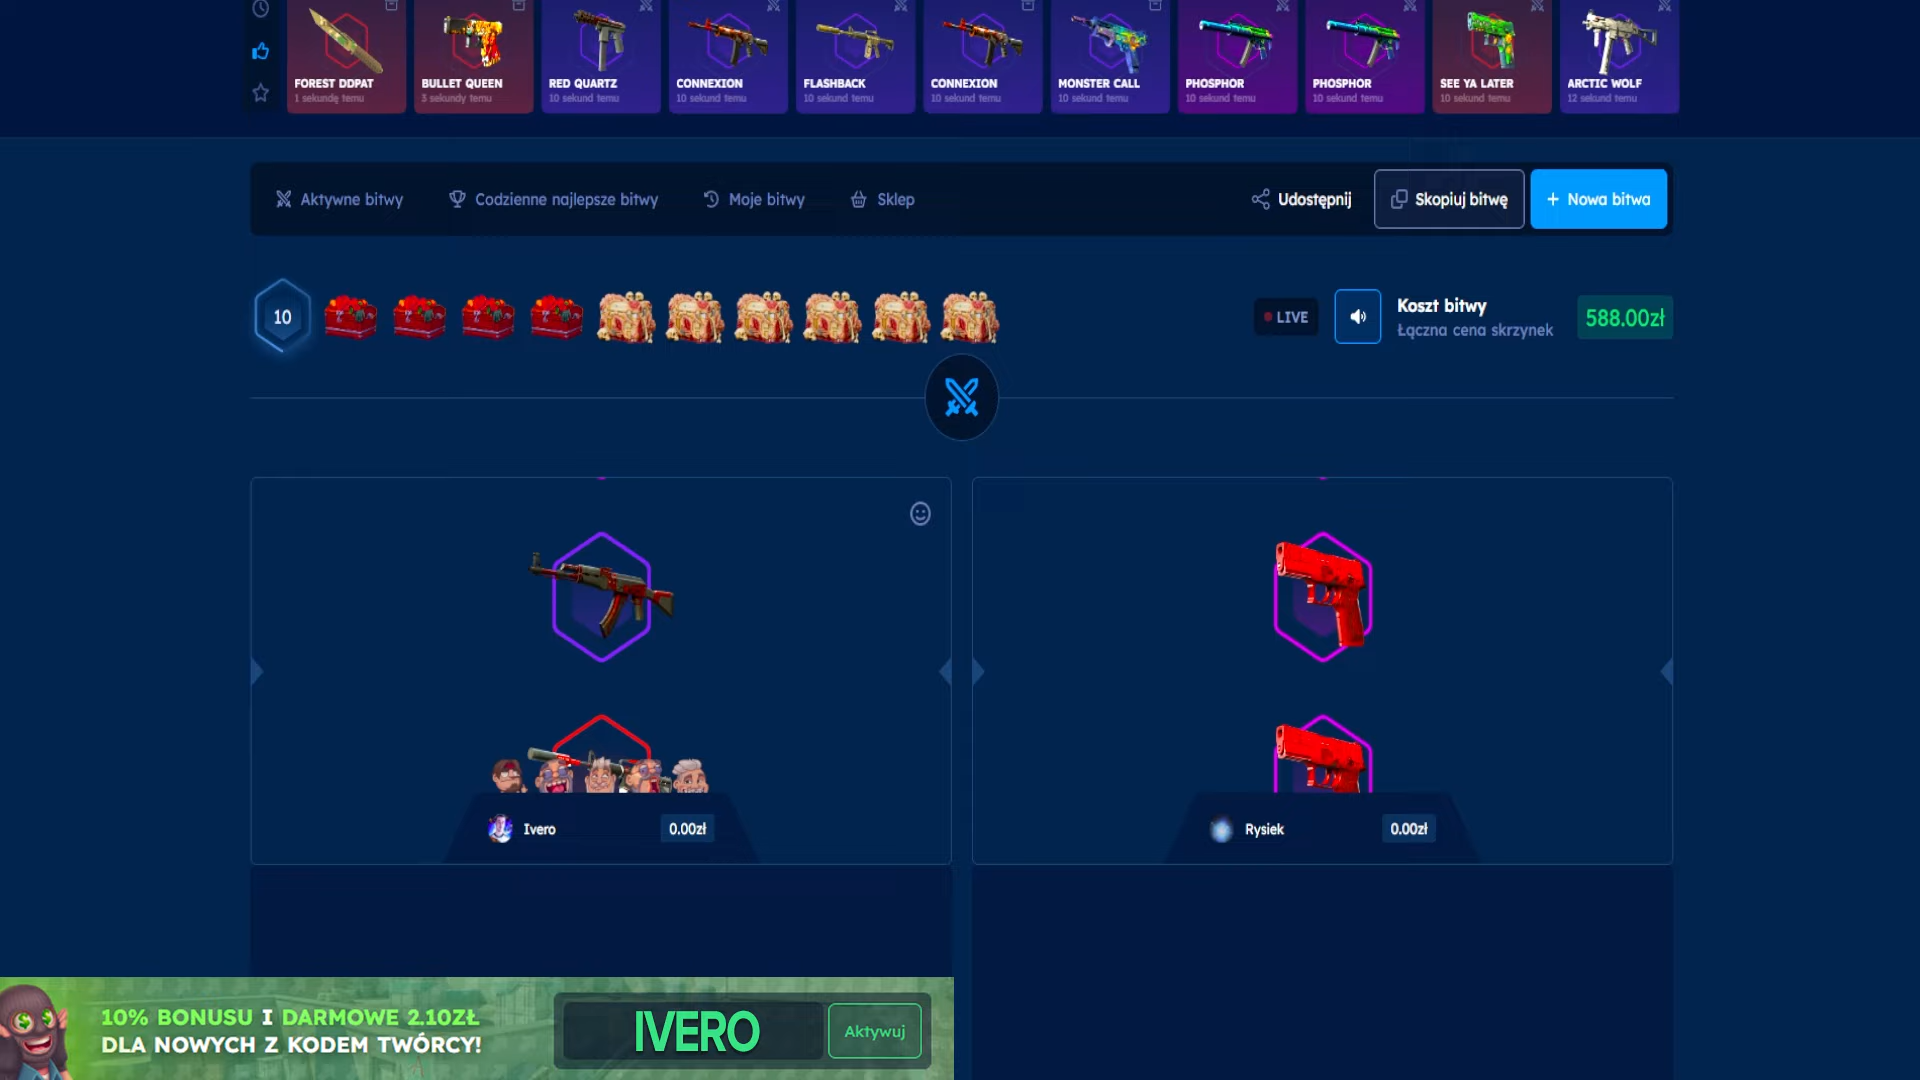 FOREST DDPAT
1 sekundę temu
BULLET QUEEN
3 sekundy temu
RED QUARTZ
10 sekund temu
CONNEXION
10 sekund temu
FLASHBACK
10 sekund temu
CONNEXION
10 sekund temu
MONSTER CALL
10 sekund temu
PHOSPHOR
10 sekund temu
PHOSPHOR
10 sekund temu
SEE YA LATER
10 sekund temu
ARCTIC WOLF
12 sekund temu
Aktywne bitwy
Codzienne najlepsze bitwy
Moje bitwy
Sklep
Udostępnij
Skopiuj bitwę
+ Nowa bitwa
10
LIVE
Koszt bitwy
Łączna cena skrzynek
588.00zł
Ivero
0.00zł
Rysiek
0.00zł
10% BONUSU I DARMOWE 2.10ZŁ
DLA NOWYCH Z KODEM TWÓRCY!
IVERO
Aktywuj